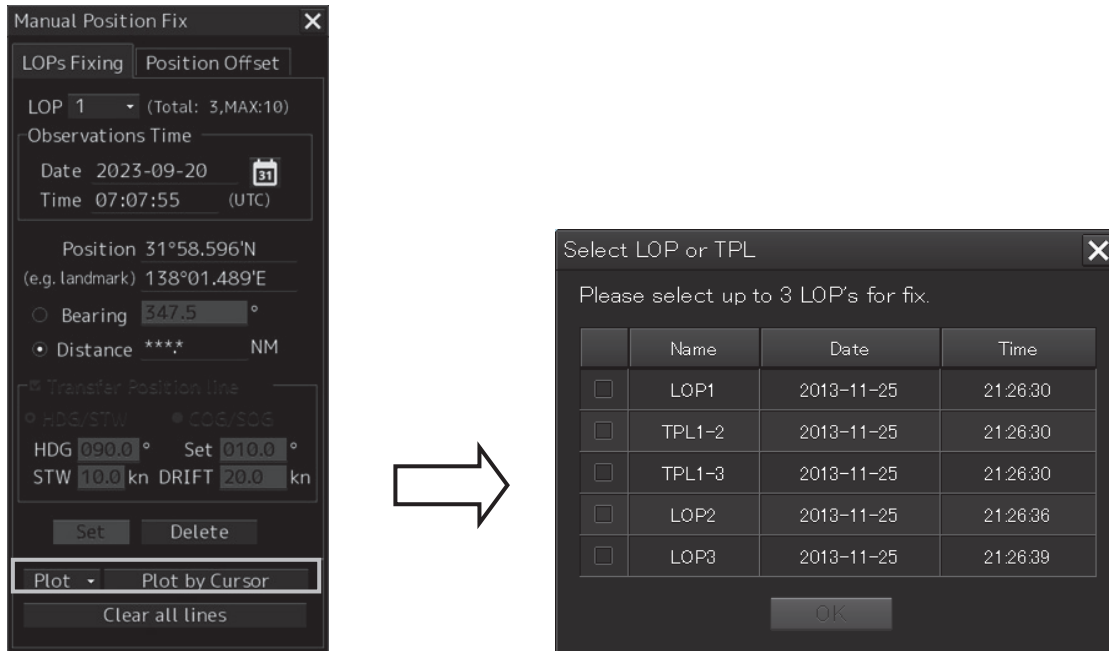 Manual Position Fix
LOPs Fixing Position Offset
LOP 1 (Total: 3,MAX:10)
Observations Time
Date 2023-09-20 31
Time 07:07:55 (UTC)
Position 31°58.596'N
(e.g. landmark) 138°01.489'E
Bearing 347.5 °
Distance ****.* NM
Transfer Position line
HDG/STW COG/SOG
HDG 090.0 ° Set 010.0 °
STW 10.0 kn DRIFT 20.0 kn
Set Delete
Plot Plot by Cursor
Clear all lines
Select LOP or TPL
Please select up to 3 LOP's for fix.
Name Date Time
LOP1 2013-11-25 21:26:30
TPL1-2 2013-11-25 21:26:30
TPL1-3 2013-11-25 21:26:30
LOP2 2013-11-25 21:26:36
LOP3 2013-11-25 21:26:39
OK